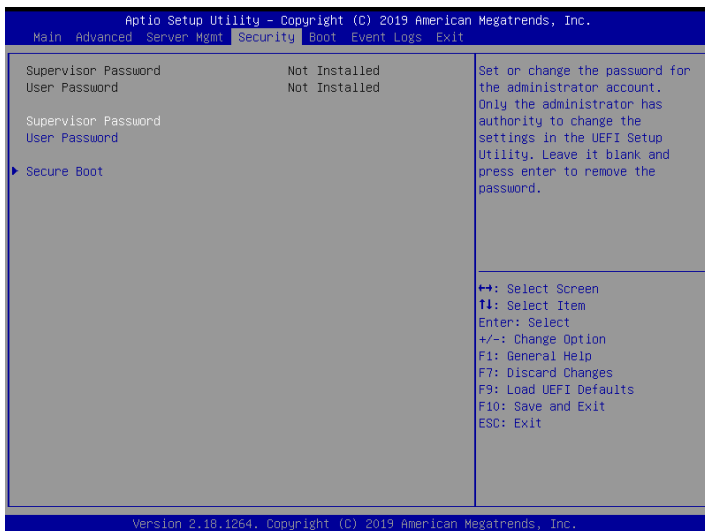 Aptio Setup Utility – Copyright (C) 2019 American Megatrends, Inc.
Main Advanced Server Mgmt Security Boot Event Logs Exit
Supervisor Password Not Installed
User Password Not Installed
Supervisor Password
User Password
▶ Secure Boot
Set or change the password for
the administrator account.
Only the administrator has
authority to change the
settings in the UEFI Setup
Utility. Leave it blank and
press enter to remove the
password.
↔: Select Screen
↑↓: Select Item
Enter: Select
+/-: Change Option
F1: General Help
F7: Discard Changes
F9: Load UEFI Defaults
F10: Save and Exit
ESC: Exit
Version 2.18.1264. Copyright (C) 2019 American Megatrends, Inc.